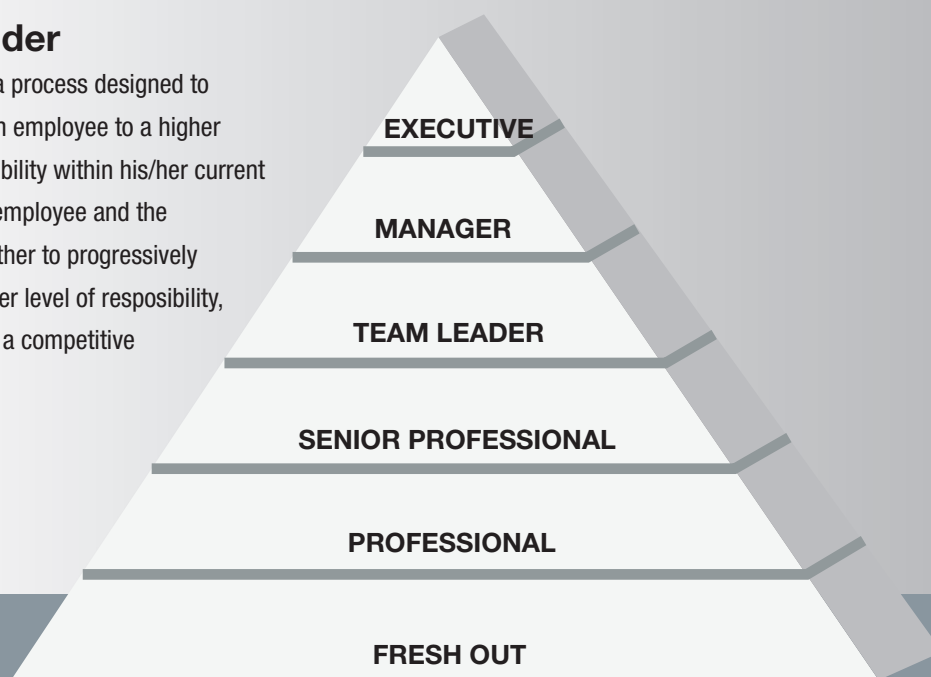 der
a process designed to
n employee to a higher
bility within his/her current
employee and the
ther to progressively
er level of resposibility,
a competitive
EXECUTIVE
MANAGER
TEAM LEADER
SENIOR PROFESSIONAL
PROFESSIONAL
FRESH OUT